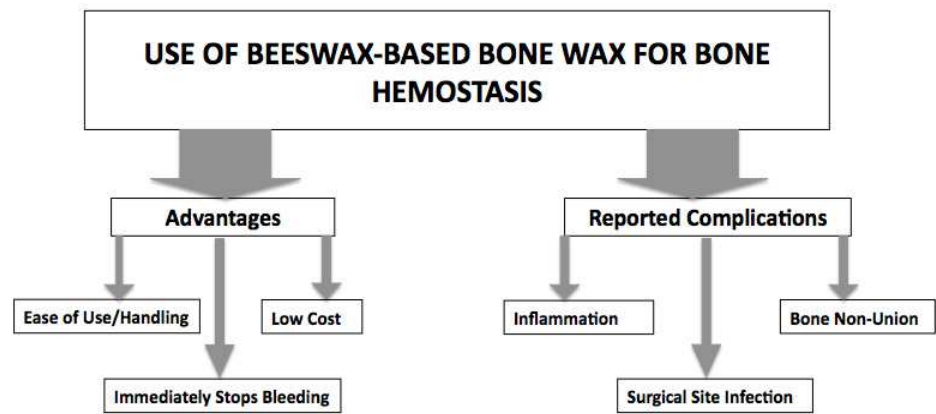 USE OF BEESWAX-BASED BONE WAX FOR BONE
HEMOSTASIS
Advantages
Reported Complications
Ease of Use/Handling
Low Cost
Inflammation
Bone Non-Union
Immediately Stops Bleeding
Surgical Site Infection